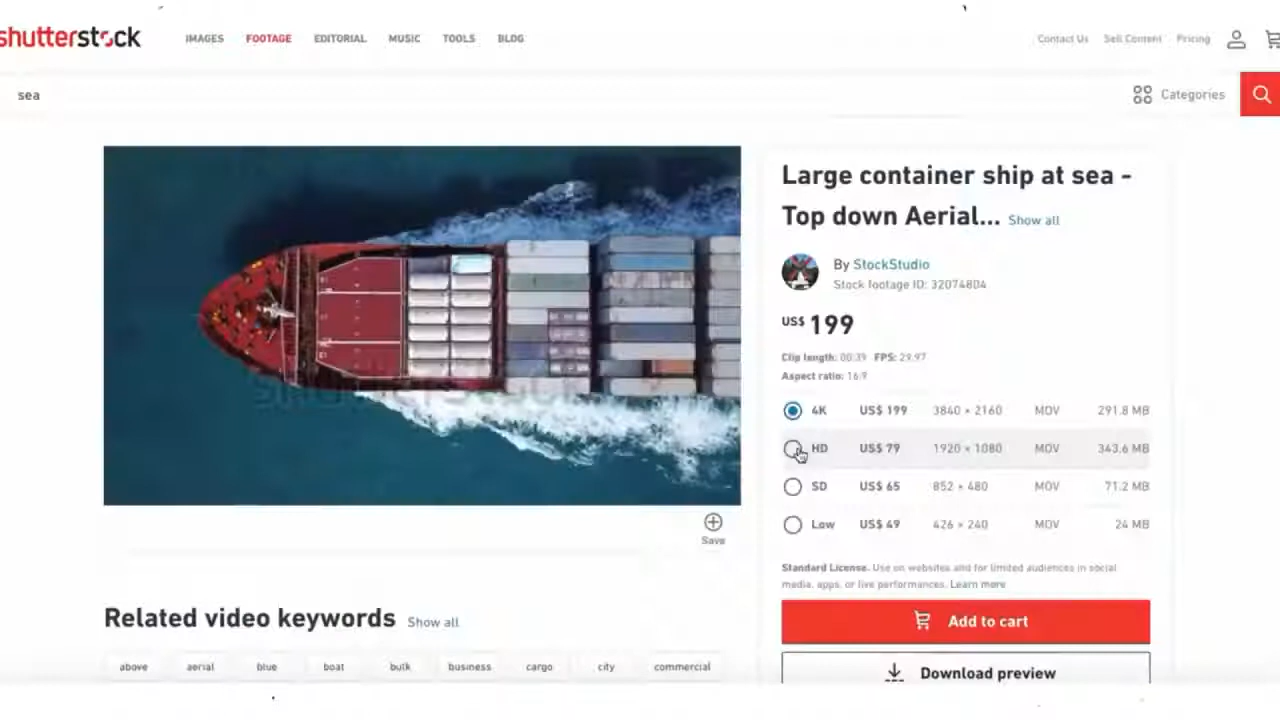 shutterstock IMAGES FOOTAGE EDITORIAL MUSIC TOOLS BLOG Contact Us Sell Content Pricing
sea Categories
Large container ship at sea -
Top down Aerial... Show all
By StockStudio
Stock footage ID: 32074804
US$ 199
Clip length: 00:39 FPS: 29.97
Aspect ratio: 16:9
4K US$ 199 3840 × 2160 MOV 291.8 MB
HD US$ 79 1920 × 1080 MOV 343.6 MB
SD US$ 65 852 × 480 MOV 71.2 MB
Low US$ 49 426 × 240 MOV 24 MB
shutterstock
Save
Standard License. Use on websites and for limited audiences in social
media, apps, or live performances. Learn more
Add to cart
Download preview
Related video keywords Show all
above aerial blue boat bulk business cargo city commercial